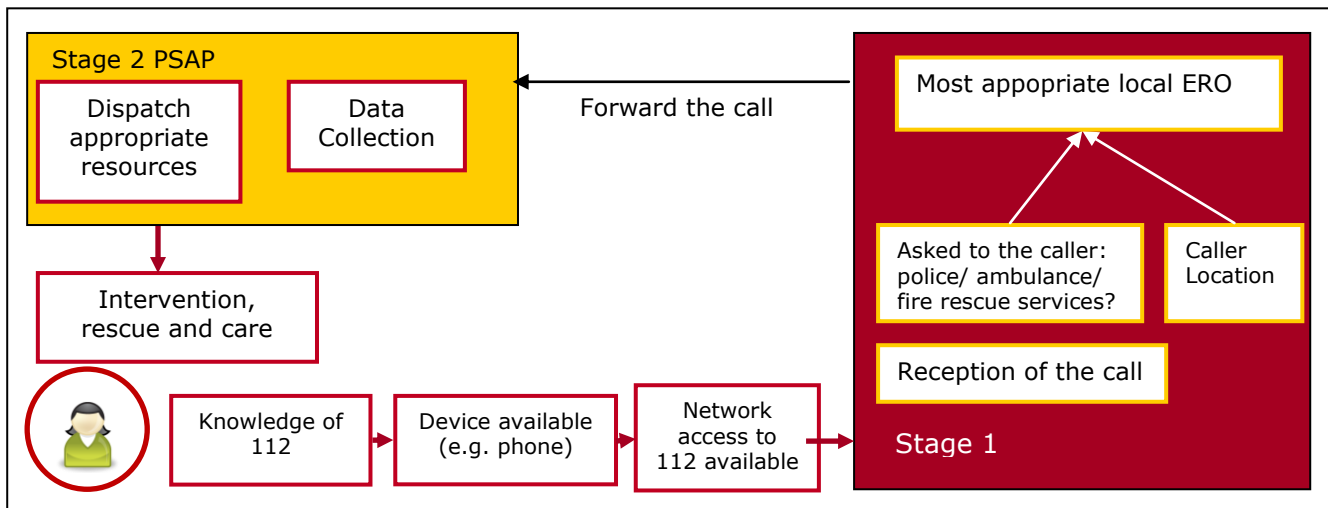 Stage 2 PSAP
Dispatch
appropriate
resources
Data
Collection
Forward the call
Most appopriate local ERO
Asked to the caller:
police/ ambulance/
fire rescue services?
Caller
Location
Reception of the call
Stage 1
Intervention,
rescue and care
Knowledge of
112
Device available
(e.g. phone)
Network
access to
112 available